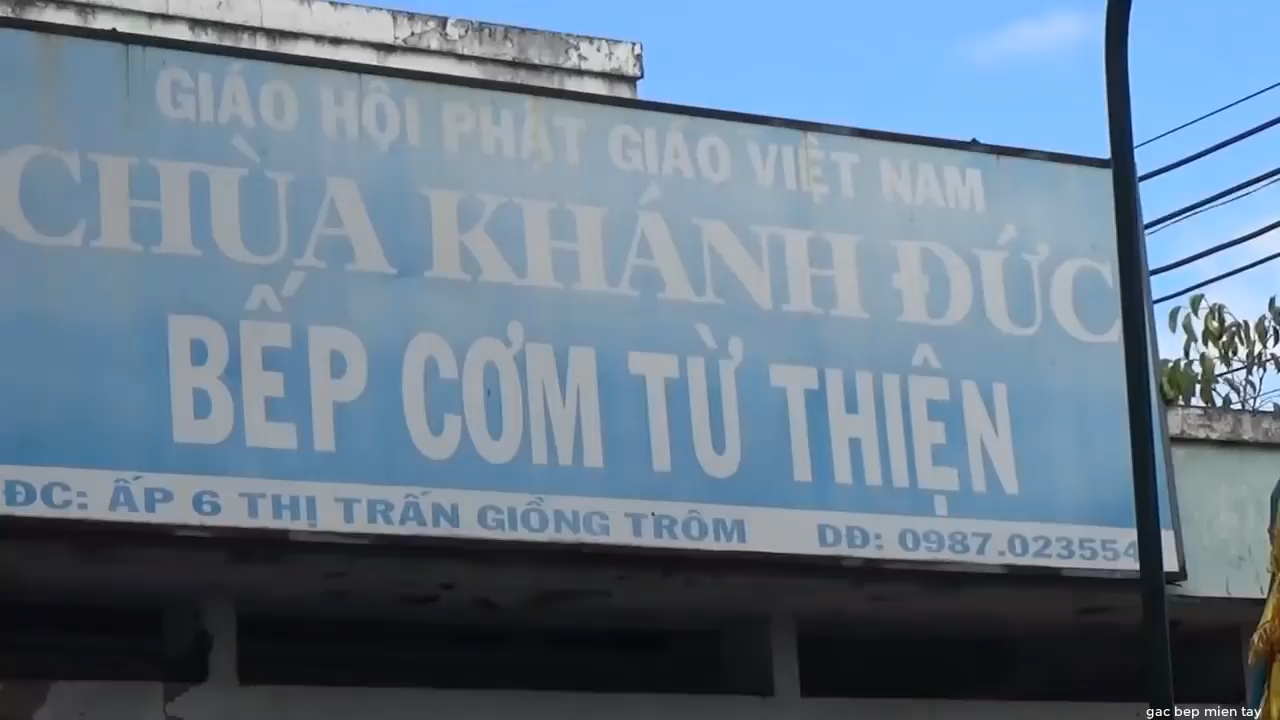 GIÁO HỘI PHẬT GIÁO VIỆT NAM
CHÙA KHÁNH ĐỨC
BẾP CƠM TỪ THIỆN
ĐC: ẤP 6 THỊ TRẤN GIỒNG TRÔM DĐ: 0987.023554
gac bep mien tay